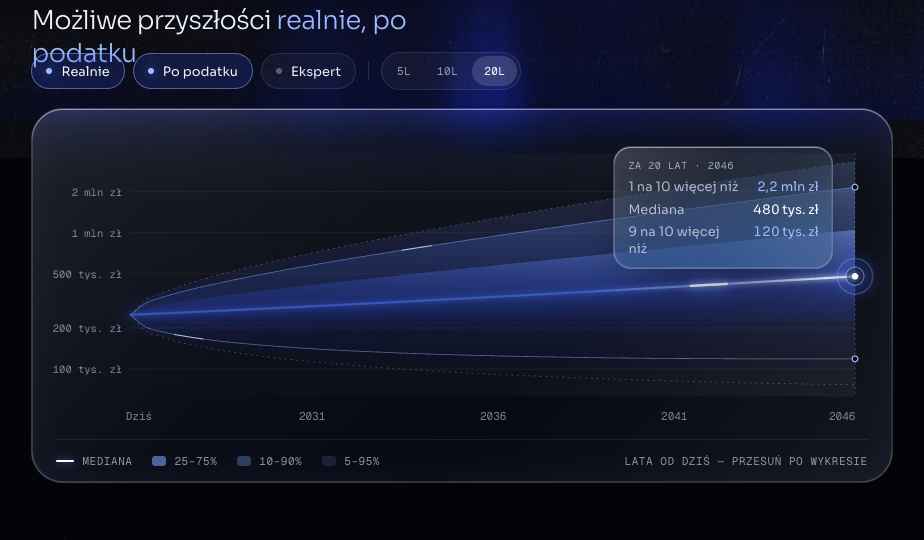 Możliwe przyszłości realnie, po
podatku
Realnie
Po podatku
Ekspert
5L
10L
20L
ZA 20 LAT · 2046
1 na 10 więcej niż 2,2 mln zł
Mediana 480 tys. zł
9 na 10 więcej 120 tys. zł
niż
2 mln zł
1 mln zł
500 tys. zł
200 tys. zł
100 tys. zł
Dziś 2031 2036 2041 2046
MEDIANA 25–75% 10–90% 5–95% LATA OD DZIŚ — PRZESUŃ PO WYKRESIE